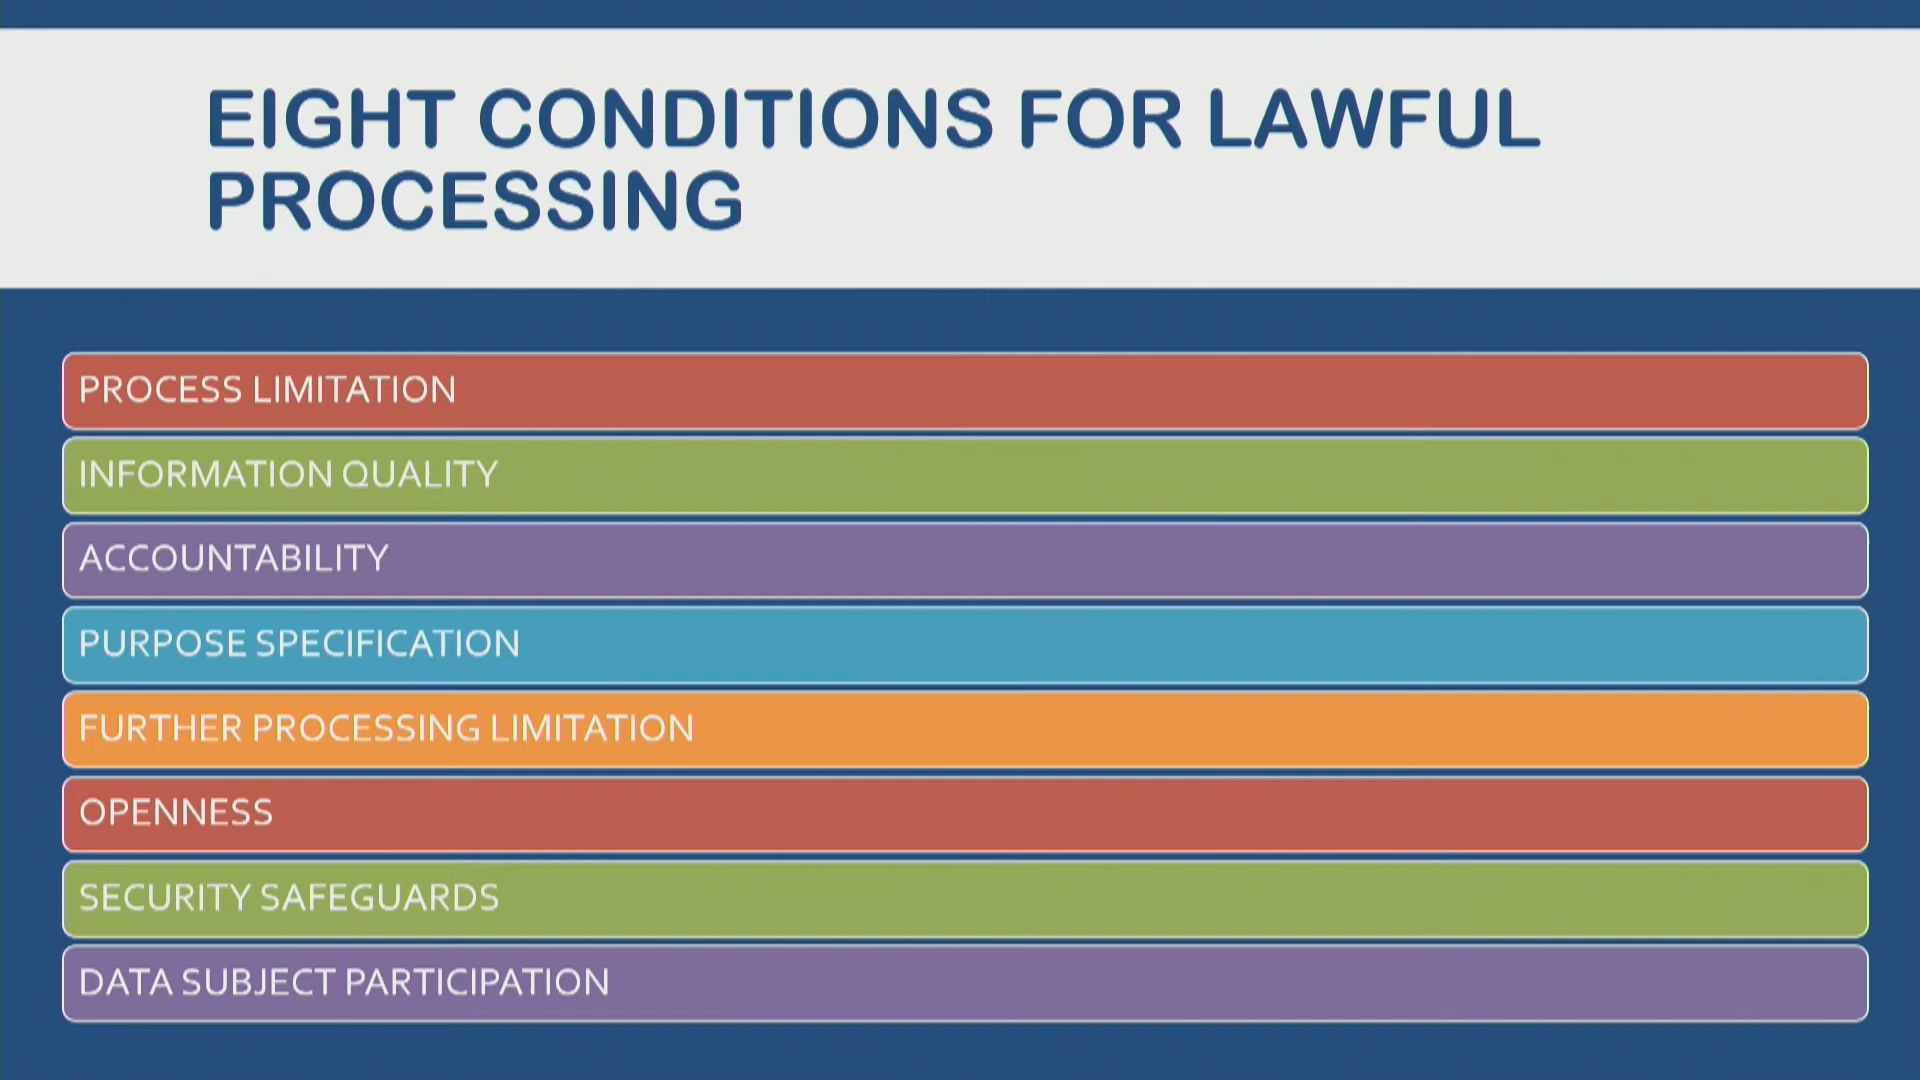 EIGHT CONDITIONS FOR LAWFUL
PROCESSING
PROCESS LIMITATION
INFORMATION QUALITY
ACCOUNTABILITY
PURPOSE SPECIFICATION
FURTHER PROCESSING LIMITATION
OPENNESS
SECURITY SAFEGUARDS
DATA SUBJECT PARTICIPATION